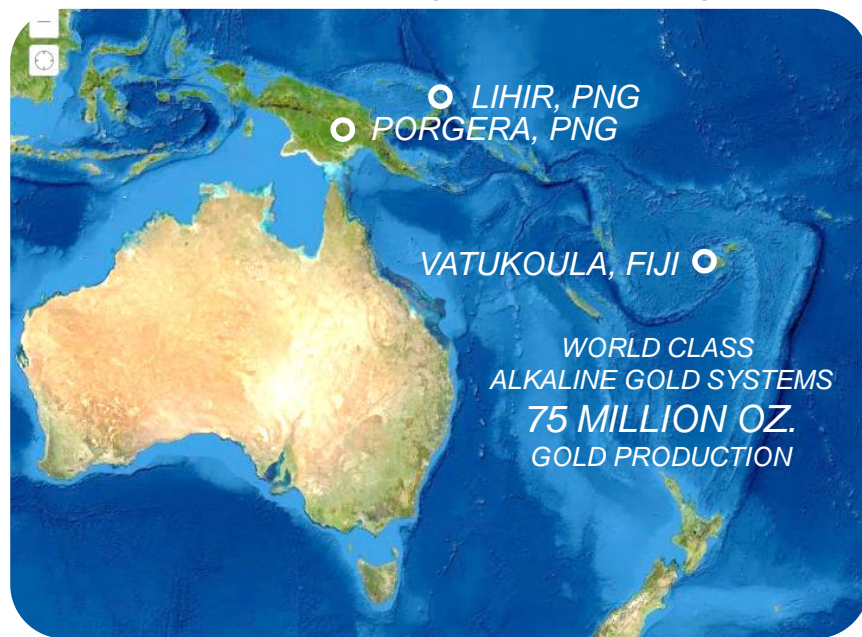 LIHIR, PNG
PORGERA, PNG
VATUKOULA, FIJI
WORLD CLASS
ALKALINE GOLD SYSTEMS
75 MILLION OZ.
GOLD PRODUCTION